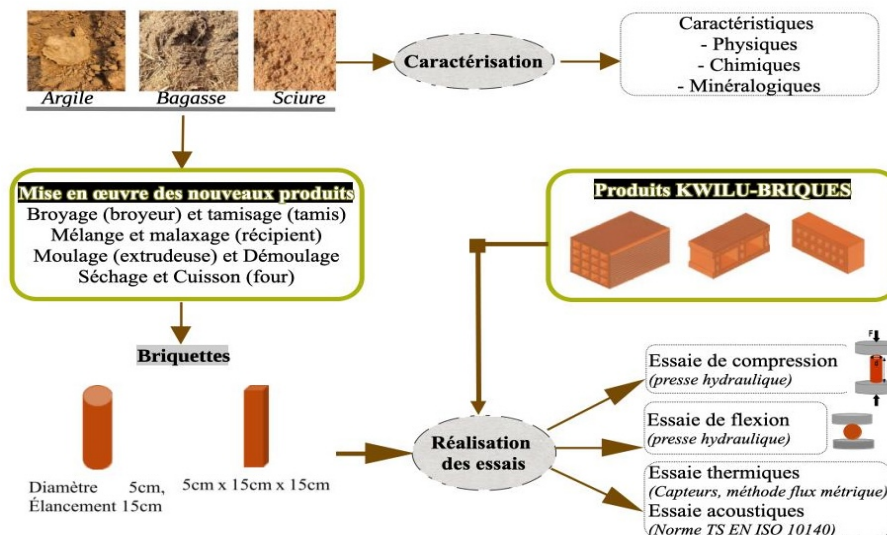 Argile
Bagasse
Sciure
Caractérisation
Caractéristiques
- Physiques
- Chimiques
- Minéralogiques
Mise en œuvre des nouveaux produits
Broyage (broyeur) et tamisage (tamis)
Mélange et malaxage (récipient)
Moulage (extrudeuse) et Démoulage
Séchage et Cuisson (four)
Produits KWILU-BRIQUES
Briquettes
Diamètre 5cm,
Élancement 15cm
5cm x 15cm x 15cm
Réalisation
des essais
Essaie de compression
(presse hydraulique)
F
Essaie de flexion
(presse hydraulique)
Essaie thermiques
(Capteurs, méthode flux métrique)
Essaie acoustiques
(Norme TS EN ISO 10140)